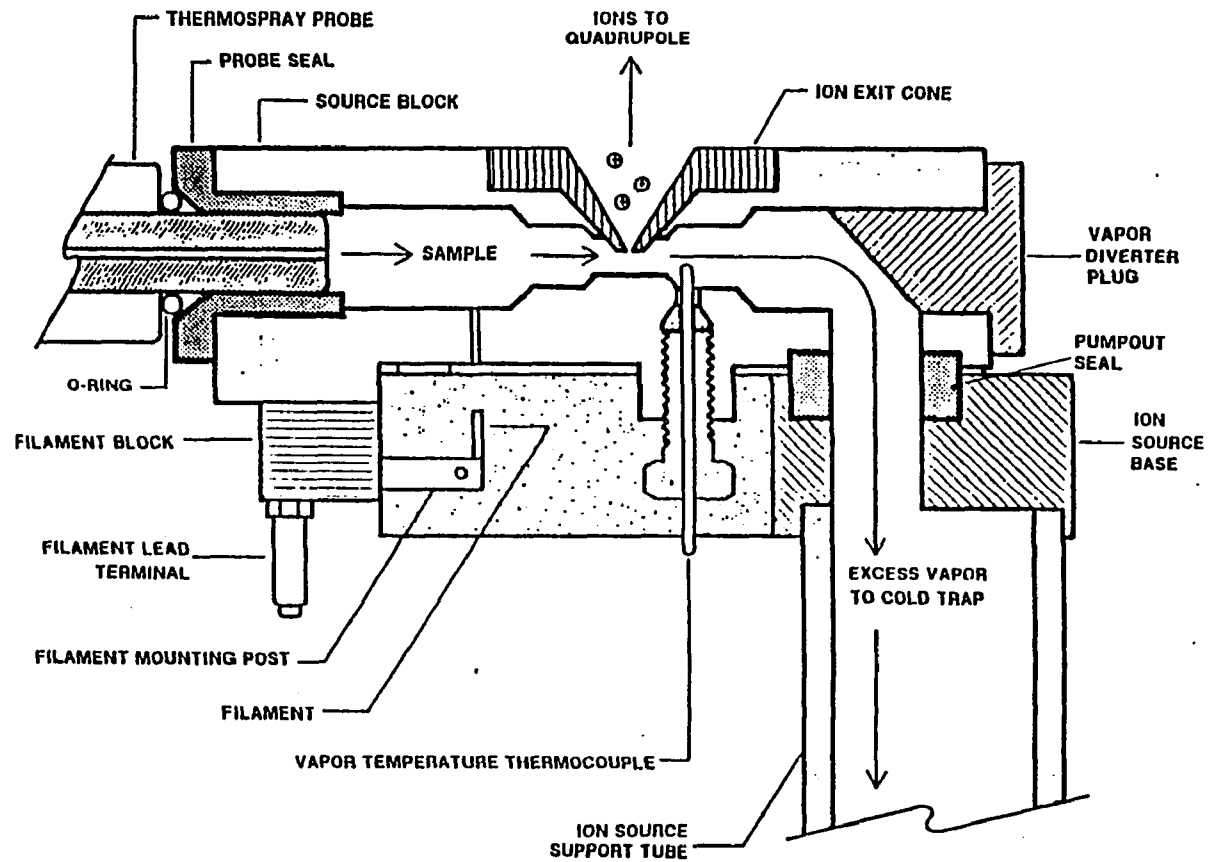 THERMOSPRAY PROBE
PROBE SEAL
SOURCE BLOCK
IONS TO
QUADRUPOLE
ION EXIT CONE
SAMPLE
VAPOR
DIVERTER
PLUG
PUMPOUT
SEAL
O-RING
FILAMENT BLOCK
ION
SOURCE
BASE
FILAMENT LEAD
TERMINAL
EXCESS VAPOR
TO COLD TRAP
FILAMENT MOUNTING POST
FILAMENT
VAPOR TEMPERATURE THERMOCOUPLE
ION SOURCE
SUPPORT TUBE